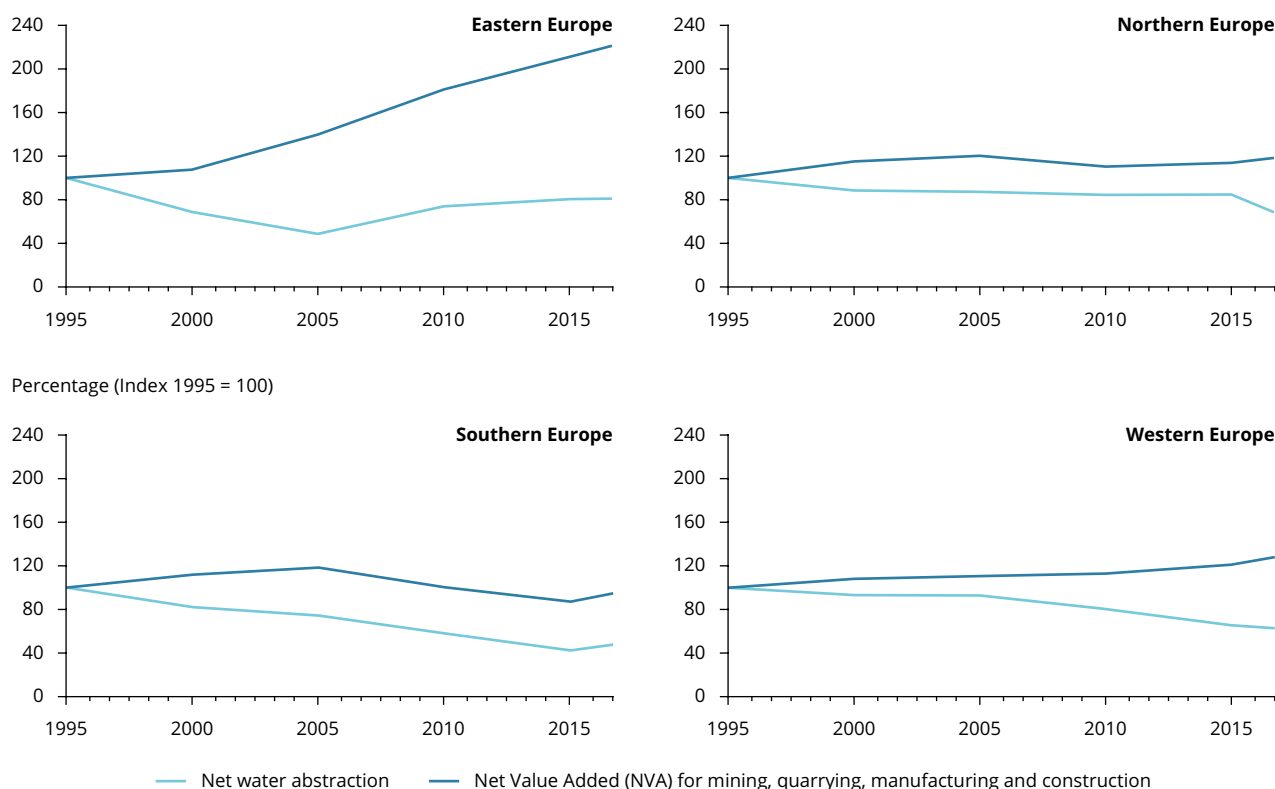 Eastern Europe
240
200
160
120
80
40
0
1995 2000 2005 2010 2015
Northern Europe
240
200
160
120
80
40
0
1995 2000 2005 2010 2015
Percentage (Index 1995 = 100)
Southern Europe
240
200
160
120
80
40
0
1995 2000 2005 2010 2015
Western Europe
240
200
160
120
80
40
0
1995 2000 2005 2010 2015
Net water abstraction
Net Value Added (NVA) for mining, quarrying, manufacturing and construction